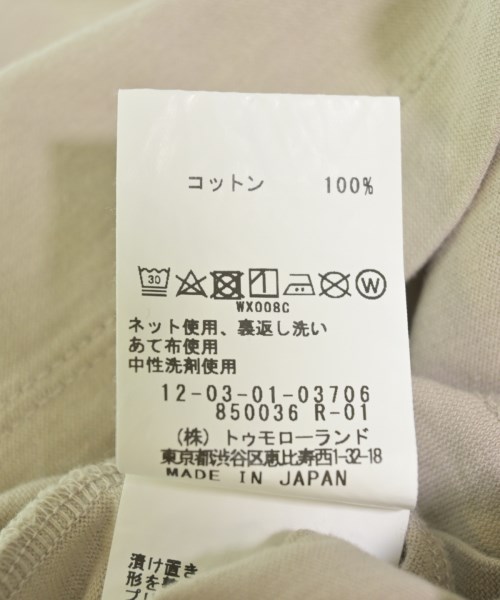 コットン 100%
30 W
WX008C
ネット使用、裏返し洗い
あて布使用
中性洗剤使用
12-03-01-03706
850036 R-01
(株) トゥモローランド
東京都渋谷区恵比寿西1-32-18
MADE IN JAPAN
漬け置き
形を